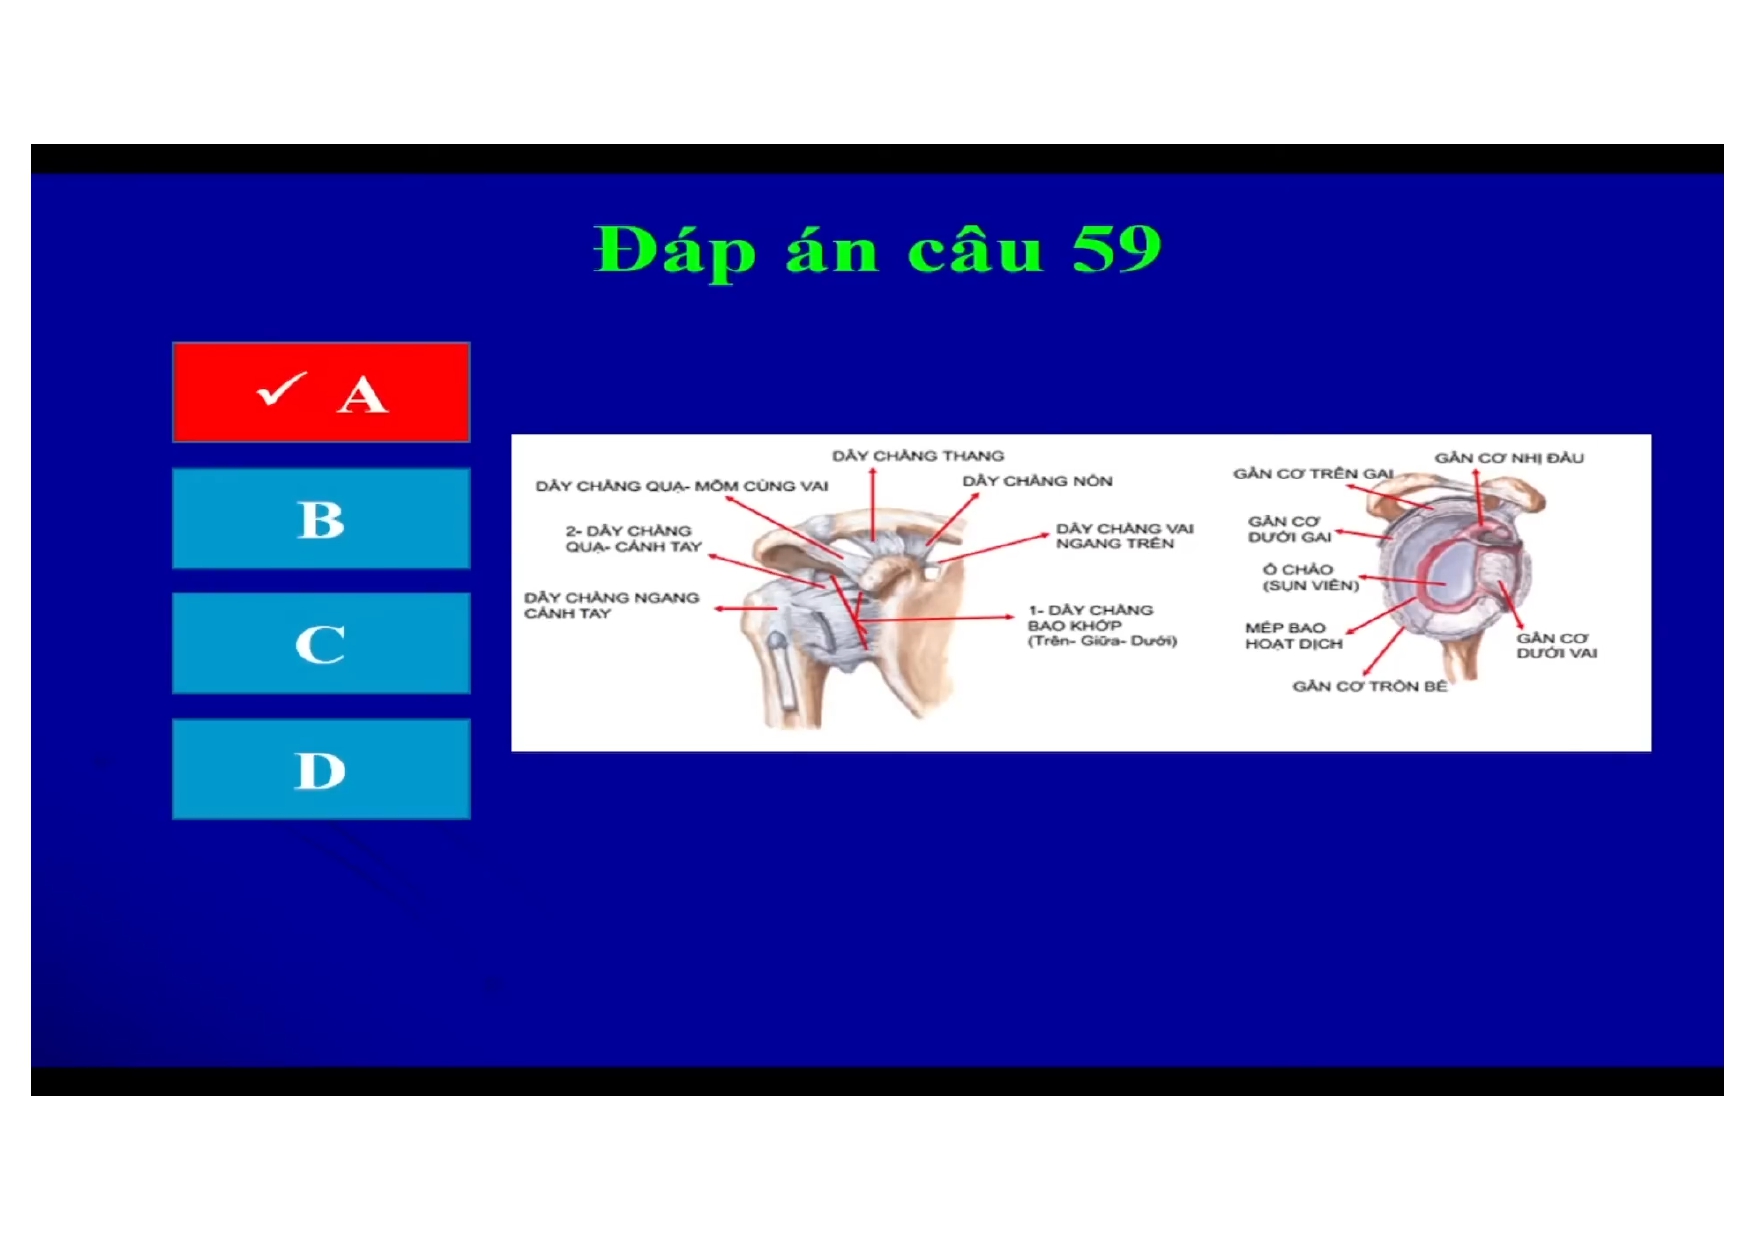 Đáp án câu 59
✓ A
B
C
D
DÂY CHẰNG THANG
DÂY CHẰNG QUẠ- MÕM CÙNG VAI
DÂY CHẰNG NÓN
2- DÂY CHẰNG
QUẠ- CÁNH TAY
DÂY CHẰNG VAI
NGANG TRÊN
DÂY CHẰNG NGANG
CÁNH TAY
1- DÂY CHẰNG
BAO KHỚP
(Trên- Giữa- Dưới)
GÂN CƠ NHỊ ĐẦU
GÂN CƠ TRÊN GAI
GÂN CƠ
DƯỚI GAI
Ổ CHẢO
(SỤN VIỀN)
MÉP BAO
HOẠT DỊCH
GÂN CƠ
DƯỚI VAI
GÂN CƠ TRÒN BÉ